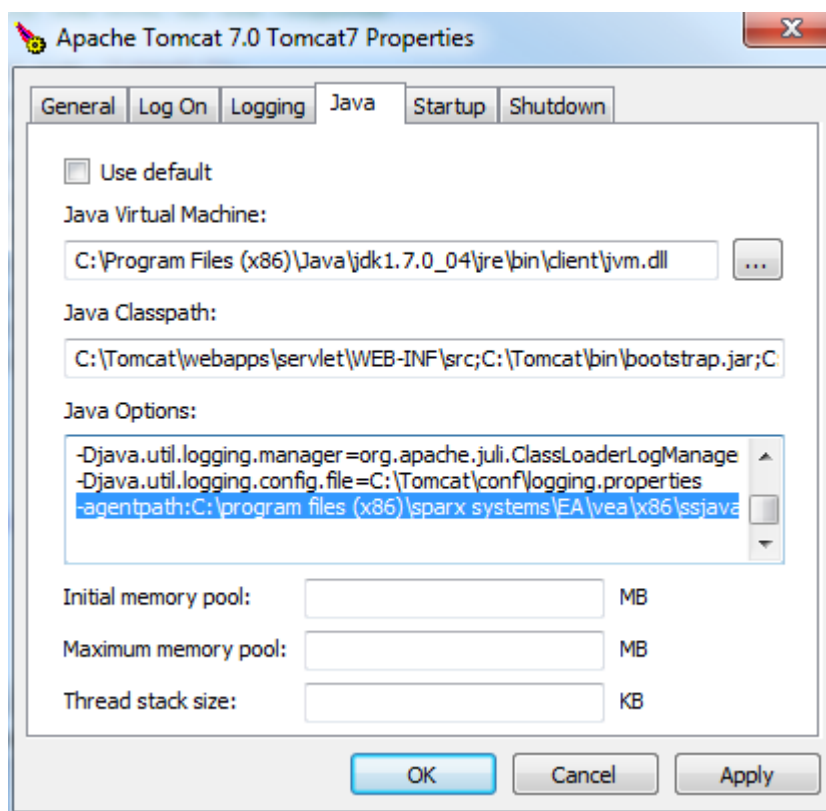 Apache Tomcat 7.0 Tomcat7 Properties
General Log On Logging Java Startup Shutdown
Use default
Java Virtual Machine:
C:\Program Files (x86)\Java\jdk1.7.0_04\jre\bin\client\jvm.dll
...
Java Classpath:
C:\Tomcat\webapps\servlet\WEB-INF\src;C:\Tomcat\bin\bootstrap.jar;C:
Java Options:
-Djava.util.logging.manager=org.apache.juli.ClassLoaderLogManager
-Djava.util.logging.config.file=C:\Tomcat\conf\logging.properties
-agentpath:C:\program files (x86)\sparx systems\EA\vea\x86\ssjava
Initial memory pool: MB
Maximum memory pool: MB
Thread stack size: KB
OK Cancel Apply